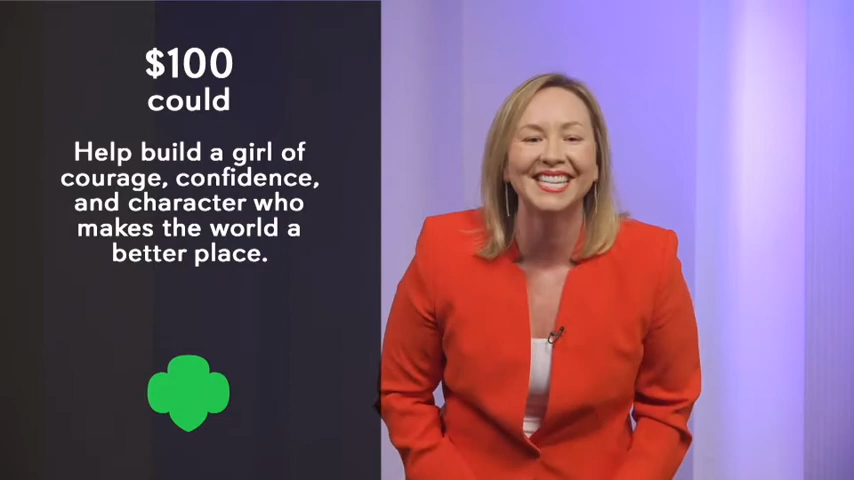 $100
could
Help build a girl of
courage, confidence,
and character who
makes the world a
better place.